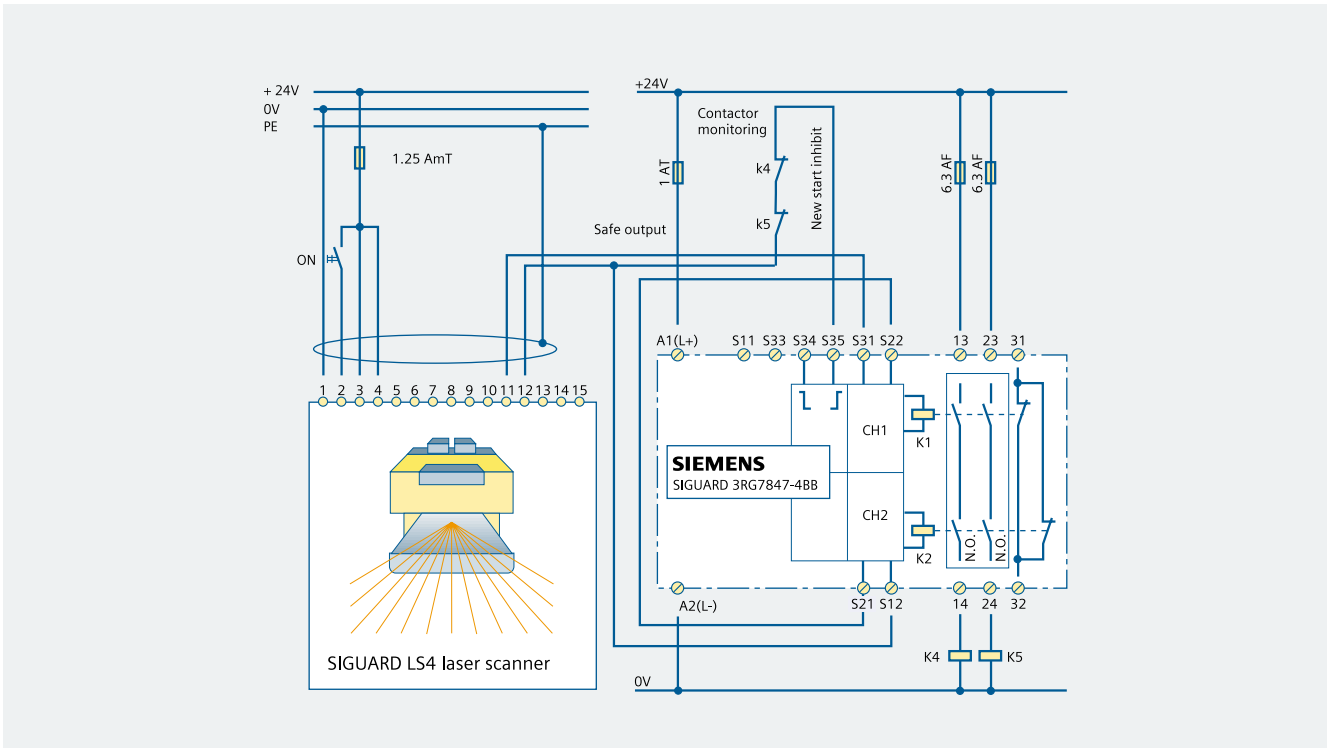 + 24V
0V
PE
1.25 AmT
ON
+24V
Contactor
monitoring
1 AT
k4
k5
New start inhibit
Safe output
6.3 AF
6.3 AF
A1(L+) S11 S33 S34 S35 S31 S22 13 23 31
1 2 3 4 5 6 7 8 9 10 11 12 13 14 15
CH1
K1
SIEMENS
SIGUARD 3RG7847-4BB
CH2
K2
N.O.
N.O.
A2(L-) S21 S12 14 24 32
SIGUARD LS4 laser scanner
K4
K5
0V